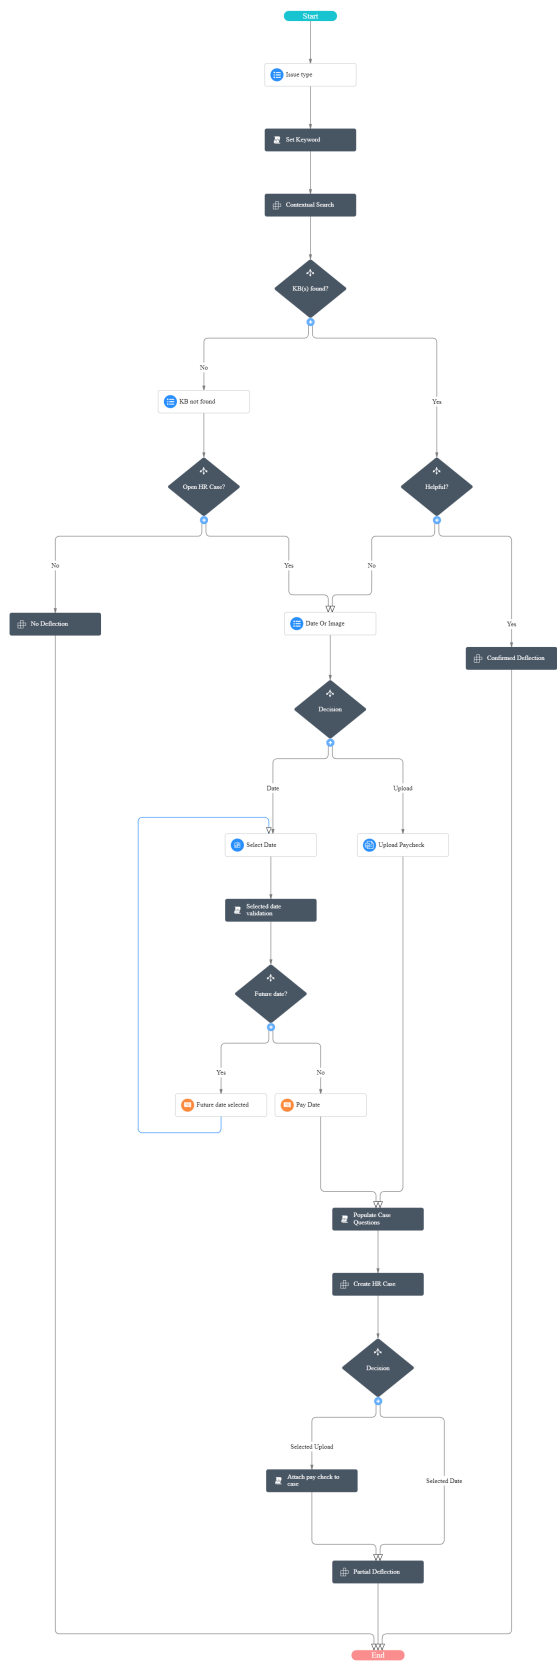 Start
Issue type
Set Keyword
Contextual Search
KB(s) found?
No
Yes
KB not found
Open HR Case?
Helpful?
No
Yes
No
Yes
No Deflection
Date Or Image
Confirmed Deflection
Decision
Date
Upload
Select Date
Upload Paycheck
Selected date
validation
Future date?
Yes
No
Future date selected
Pay Date
Populate Case
Questions
Create HR Case
Decision
Selected Upload
Selected Date
Attach pay check to
case
Partial Deflection
End